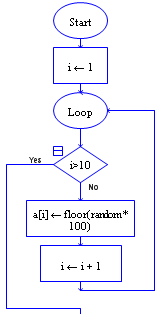 Start
i ← 1
Loop
Yes
i>10
No
a[i] ← floor(random*
100)
i ← i + 1